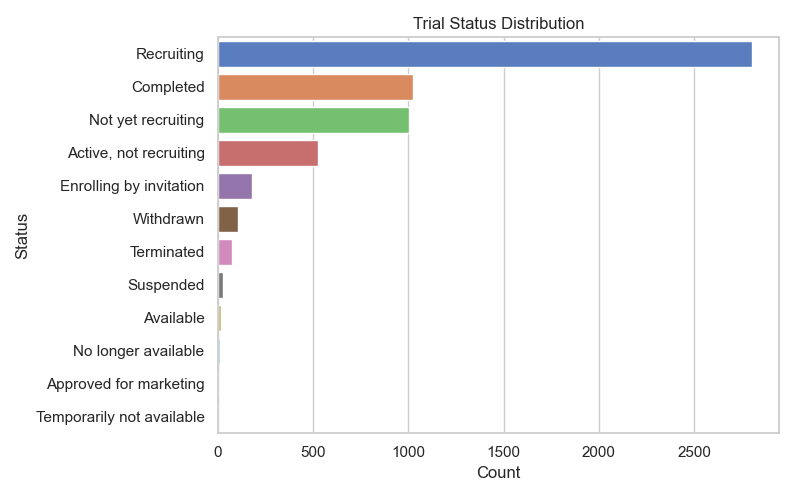 Trial Status Distribution
Recruiting
Completed
Not yet recruiting
Active, not recruiting
Enrolling by invitation
Withdrawn
Terminated
Suspended
Available
No longer available
Approved for marketing
Temporarily not available
Status
0 500 1000 1500 2000 2500
Count